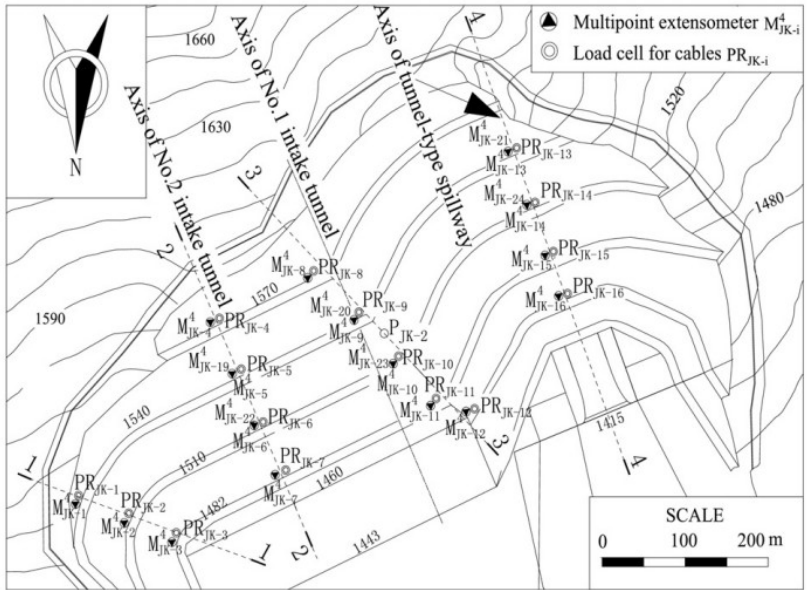 ▲ Multipoint extensometer M⁴JK-i
◎ Load cell for cables PRJK-i
N
1660
1630
1590
1570
1540
1510
1482
1460
1443
1415
1520
1480
Axis of No.2 intake tunnel
Axis of No.1 intake tunnel
Axis of tunnel-type spillway
4
M⁴JK-21
PRJK-13
M⁴JK-13
M⁴JK-24
PRJK-14
M⁴JK-14
PRJK-15
M⁴JK-15
PRJK-16
M⁴JK-16
4
3
PRJK-8
M⁴JK-8
PRJK-9
M⁴JK-20
M⁴JK-9
PJK-2
M⁴JK-23
PRJK-10
M⁴JK-10
PRJK-11
M⁴JK-11
PRJK-12
M⁴JK-12
3
2
PRJK-4
M⁴JK-4
M⁴JK-19
PRJK-5
M⁴JK-5
M⁴JK-22
PRJK-6
M⁴JK-6
PRJK-7
M⁴JK-7
2
1
PRJK-1
M⁴JK-1
PRJK-2
M⁴JK-2
PRJK-3
M⁴JK-3
1
SCALE
0 100 200 m